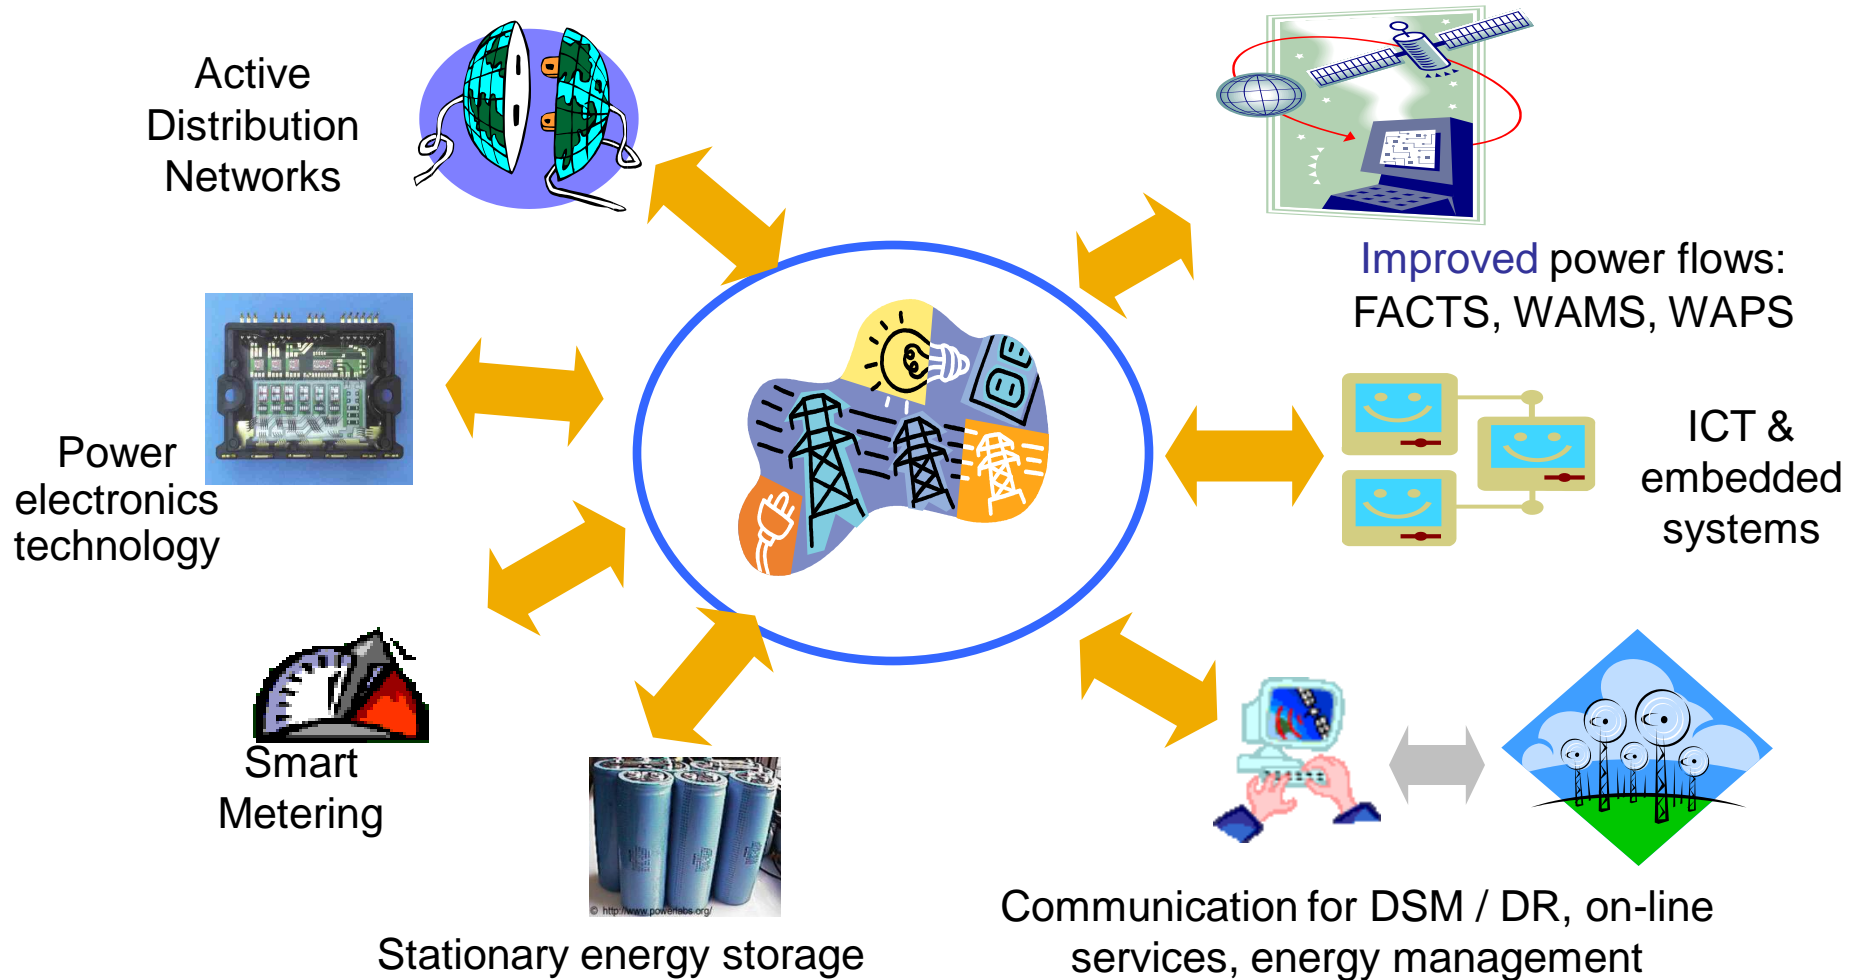 Active
Distribution
Networks
Improved power flows:
FACTS, WAMS, WAPS
Power
electronics
technology
ICT &
embedded
systems
Smart
Metering
© http://www.powerlabs.org/
Stationary energy storage
Communication for DSM / DR, on-line
services, energy management